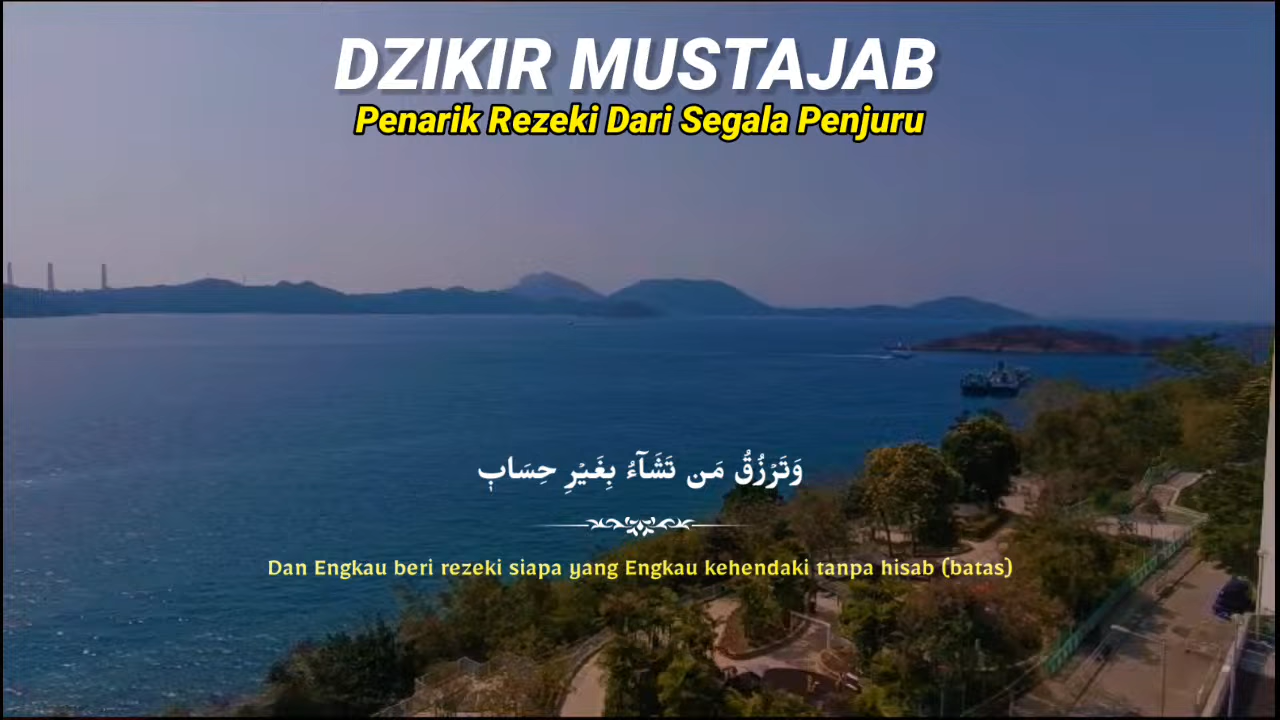 DZIKIR MUSTAJAB
Penarik Rezeki Dari Segala Penjuru
وَتَرْزُقُ مَن تَشَآءُ بِغَيْرِ حِسَابٍ
Dan Engkau beri rezeki siapa yang Engkau kehendaki tanpa hisab (batas)